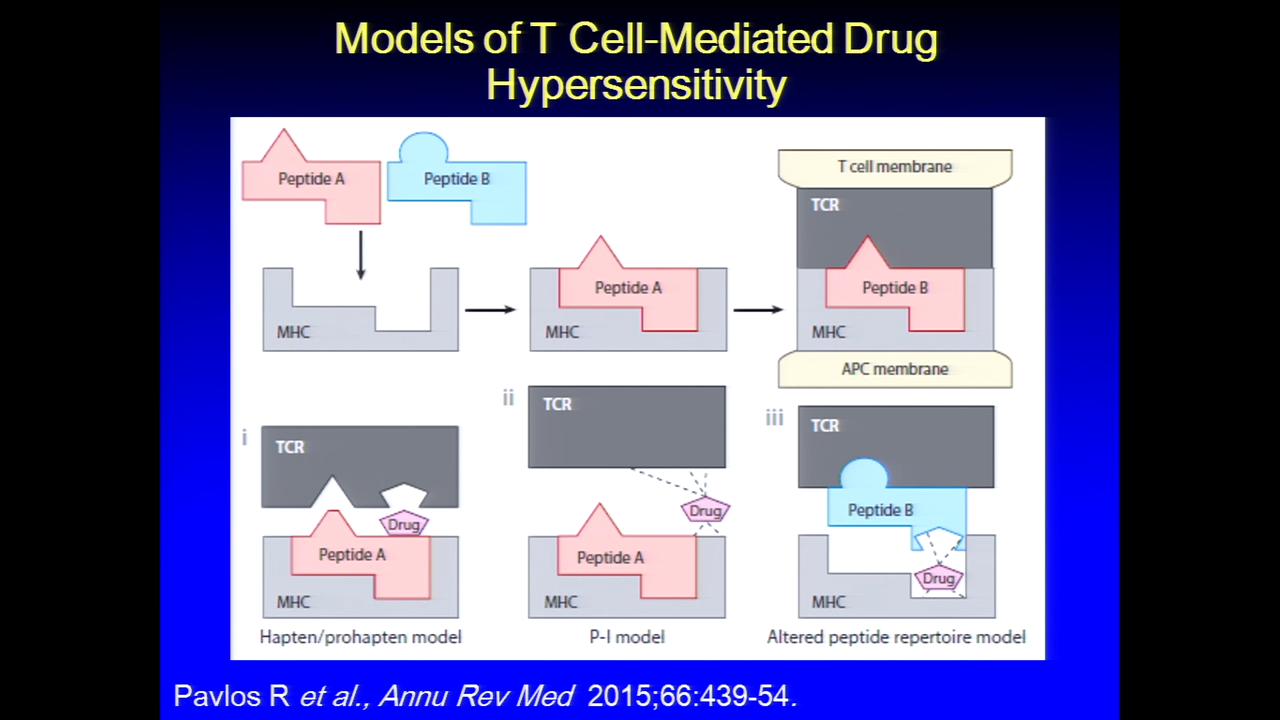 Models of T Cell-Mediated Drug
Hypersensitivity
Peptide A
Peptide B
T cell membrane
TCR
MHC
Peptide A
MHC
Peptide B
MHC
APC membrane
i
TCR
Drug
Peptide A
MHC
Hapten/prohapten model
ii
TCR
Drug
Peptide A
MHC
P-I model
iii
TCR
Peptide B
Drug
MHC
Altered peptide repertoire model
Pavlos R et al., Annu Rev Med 2015;66:439-54.